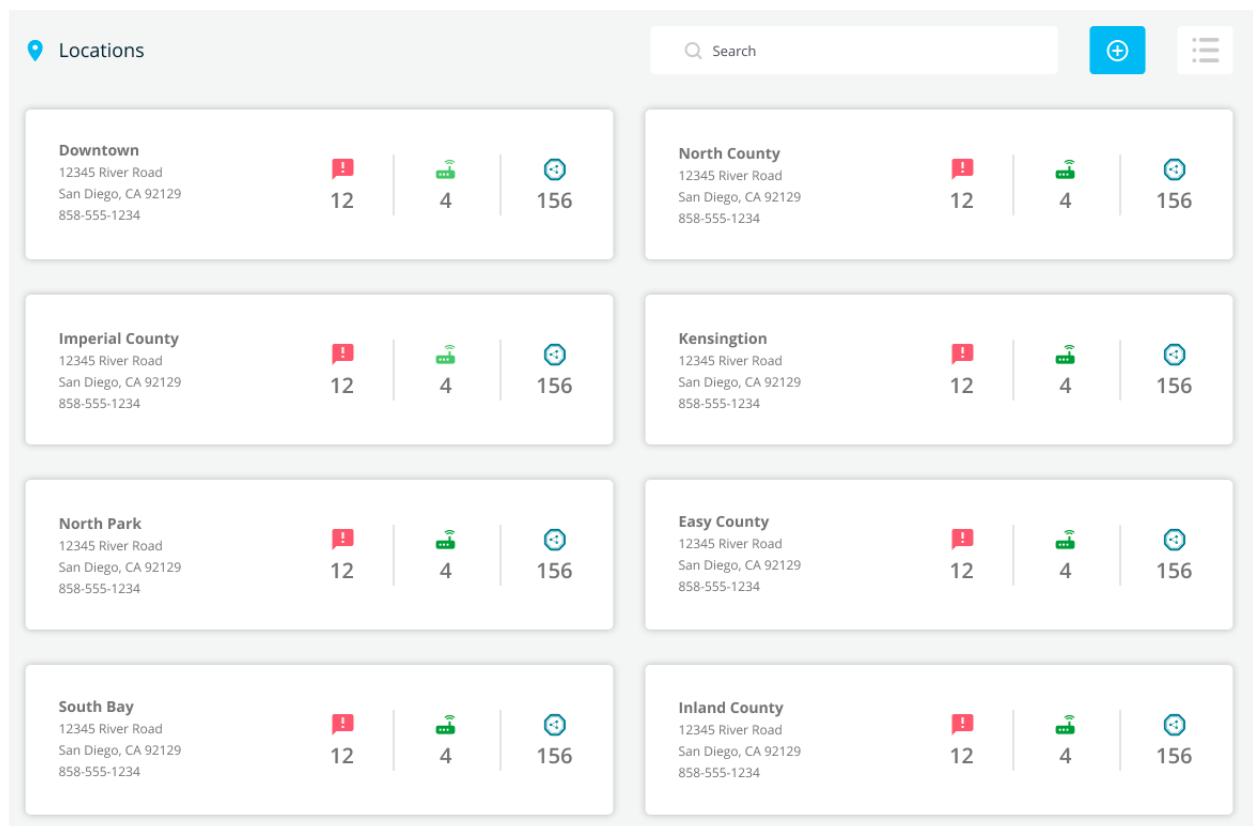 Locations
Search
Downtown
12345 River Road
San Diego, CA 92129
858-555-1234
12
4
156
North County
12345 River Road
San Diego, CA 92129
858-555-1234
12
4
156
Imperial County
12345 River Road
San Diego, CA 92129
858-555-1234
12
4
156
Kensingtion
12345 River Road
San Diego, CA 92129
858-555-1234
12
4
156
North Park
12345 River Road
San Diego, CA 92129
858-555-1234
12
4
156
Easy County
12345 River Road
San Diego, CA 92129
858-555-1234
12
4
156
South Bay
12345 River Road
San Diego, CA 92129
858-555-1234
12
4
156
Inland County
12345 River Road
San Diego, CA 92129
858-555-1234
12
4
156